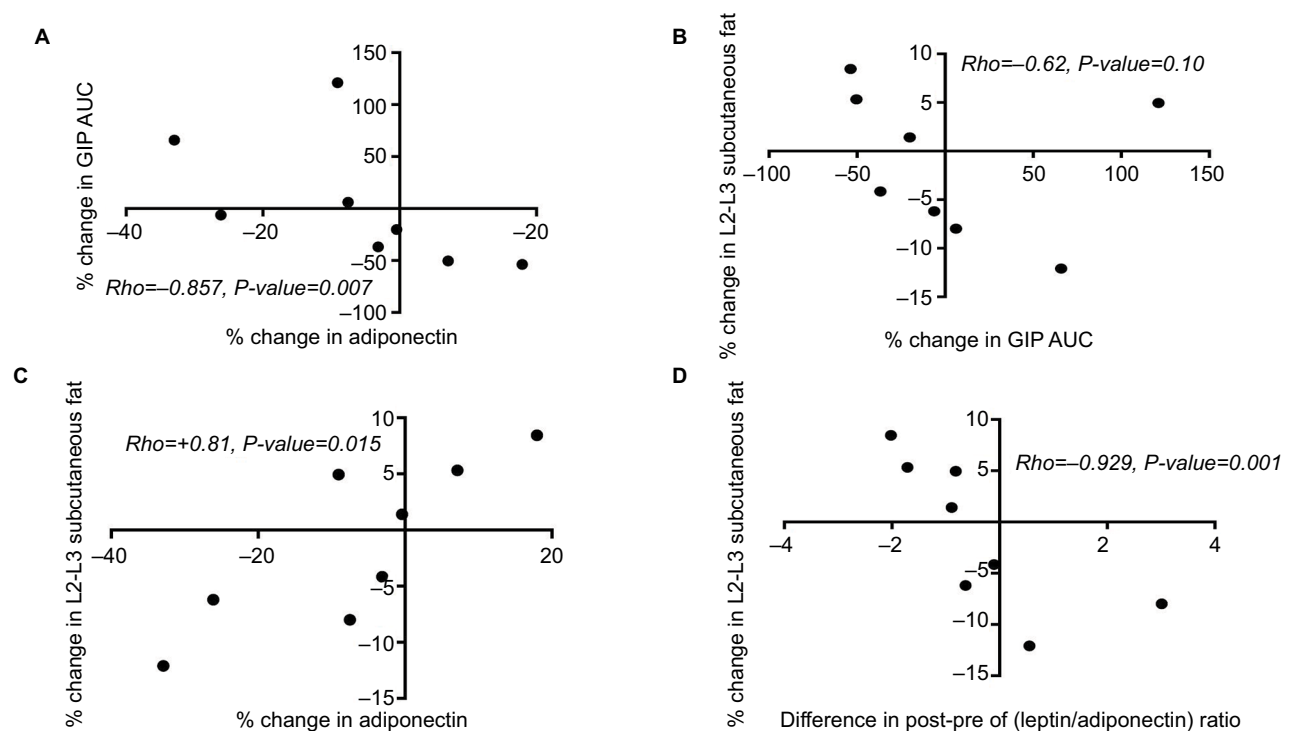 A
% change in GIP AUC
150
100
50
–40
–20
–20
–50
–100
Rho=–0.857, P-value=0.007
% change in adiponectin
B
% change in L2-L3 subcutaneous fat
10
5
Rho=–0.62, P-value=0.10
–100
–50
50
100
150
–5
–10
–15
% change in GIP AUC
C
% change in L2-L3 subcutaneous fat
10
5
Rho=+0.81, P-value=0.015
–40
–20
20
–5
–10
–15
% change in adiponectin
D
% change in L2-L3 subcutaneous fat
10
5
Rho=–0.929, P-value=0.001
–4
–2
2
4
–5
–10
–15
Difference in post-pre of (leptin/adiponectin) ratio